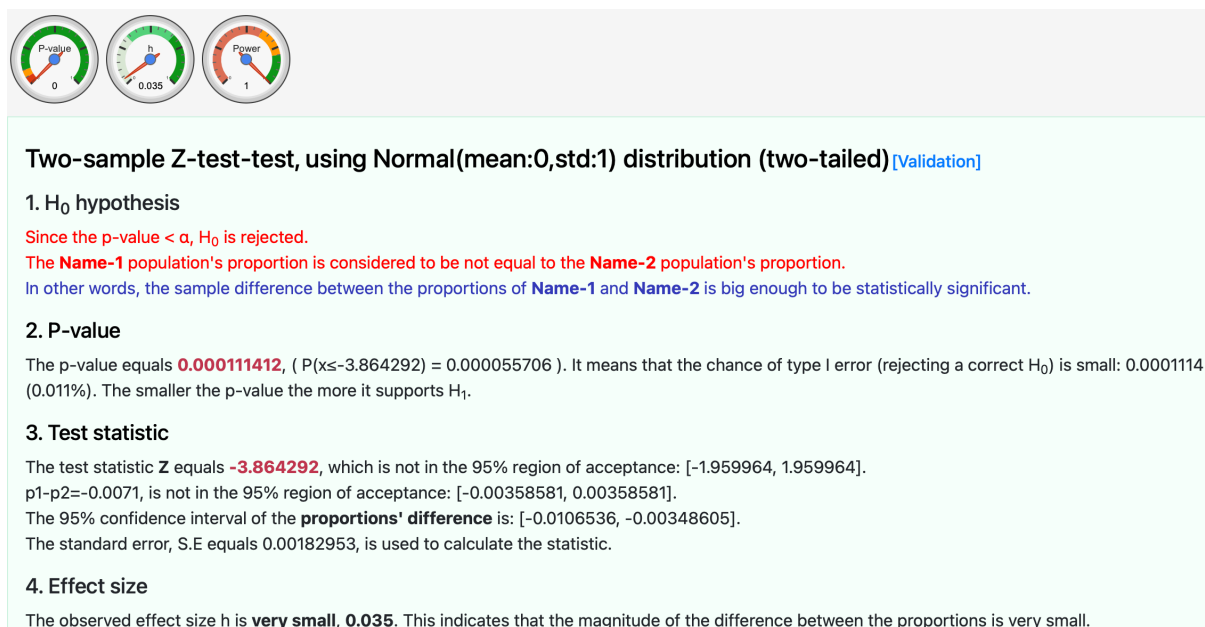 P-value h Power
0 0.035 1
Two-sample Z-test-test, using Normal(mean:0,std:1) distribution (two-tailed)[Validation]
1. H0 hypothesis
Since the p-value < α, H0 is rejected.
The Name-1 population's proportion is considered to be not equal to the Name-2 population's proportion.
In other words, the sample difference between the proportions of Name-1 and Name-2 is big enough to be statistically significant.
2. P-value
The p-value equals 0.000111412, ( P(x≤-3.864292) = 0.000055706 ). It means that the chance of type I error (rejecting a correct H0) is small: 0.0001114
(0.011%). The smaller the p-value the more it supports H1.
3. Test statistic
The test statistic Z equals -3.864292, which is not in the 95% region of acceptance: [-1.959964, 1.959964].
p1-p2=-0.0071, is not in the 95% region of acceptance: [-0.00358581, 0.00358581].
The 95% confidence interval of the proportions' difference is: [-0.0106536, -0.00348605].
The standard error, S.E equals 0.00182953, is used to calculate the statistic.
4. Effect size
The observed effect size h is very small, 0.035. This indicates that the magnitude of the difference between the proportions is very small.